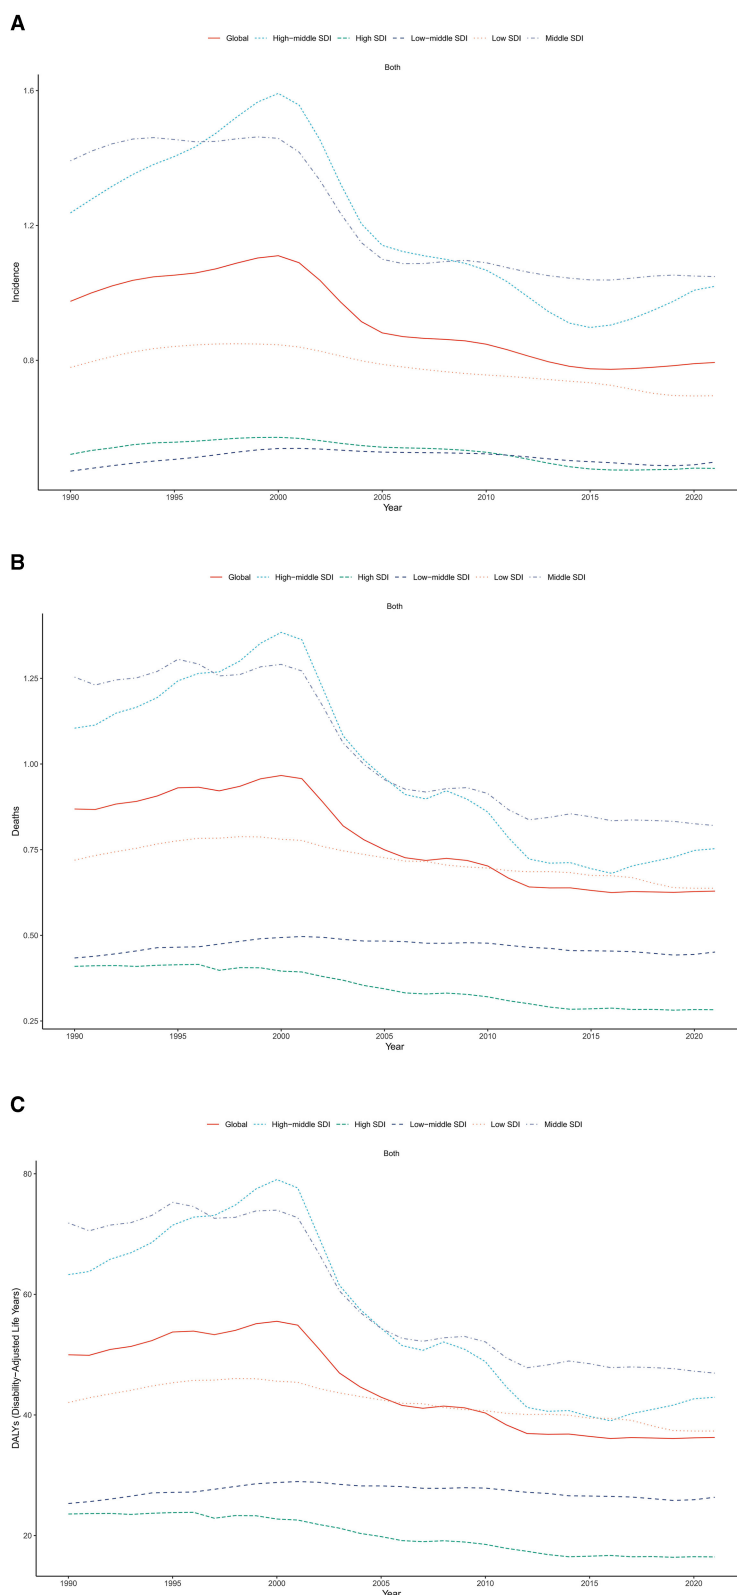 A
Global High-middle SDI High SDI Low-middle SDI Low SDI Middle SDI
Both
1.6
1.2
0.8
Incidence
1990 1995 2000 2005 2010 2015 2020
Year
B
Global High-middle SDI High SDI Low-middle SDI Low SDI Middle SDI
Both
1.25
1.00
0.75
0.50
0.25
Deaths
1990 1995 2000 2005 2010 2015 2020
Year
C
Global High-middle SDI High SDI Low-middle SDI Low SDI Middle SDI
Both
80
60
40
20
DALYs (Disability-Adjusted Life Years)
1990 1995 2000 2005 2010 2015 2020
Year